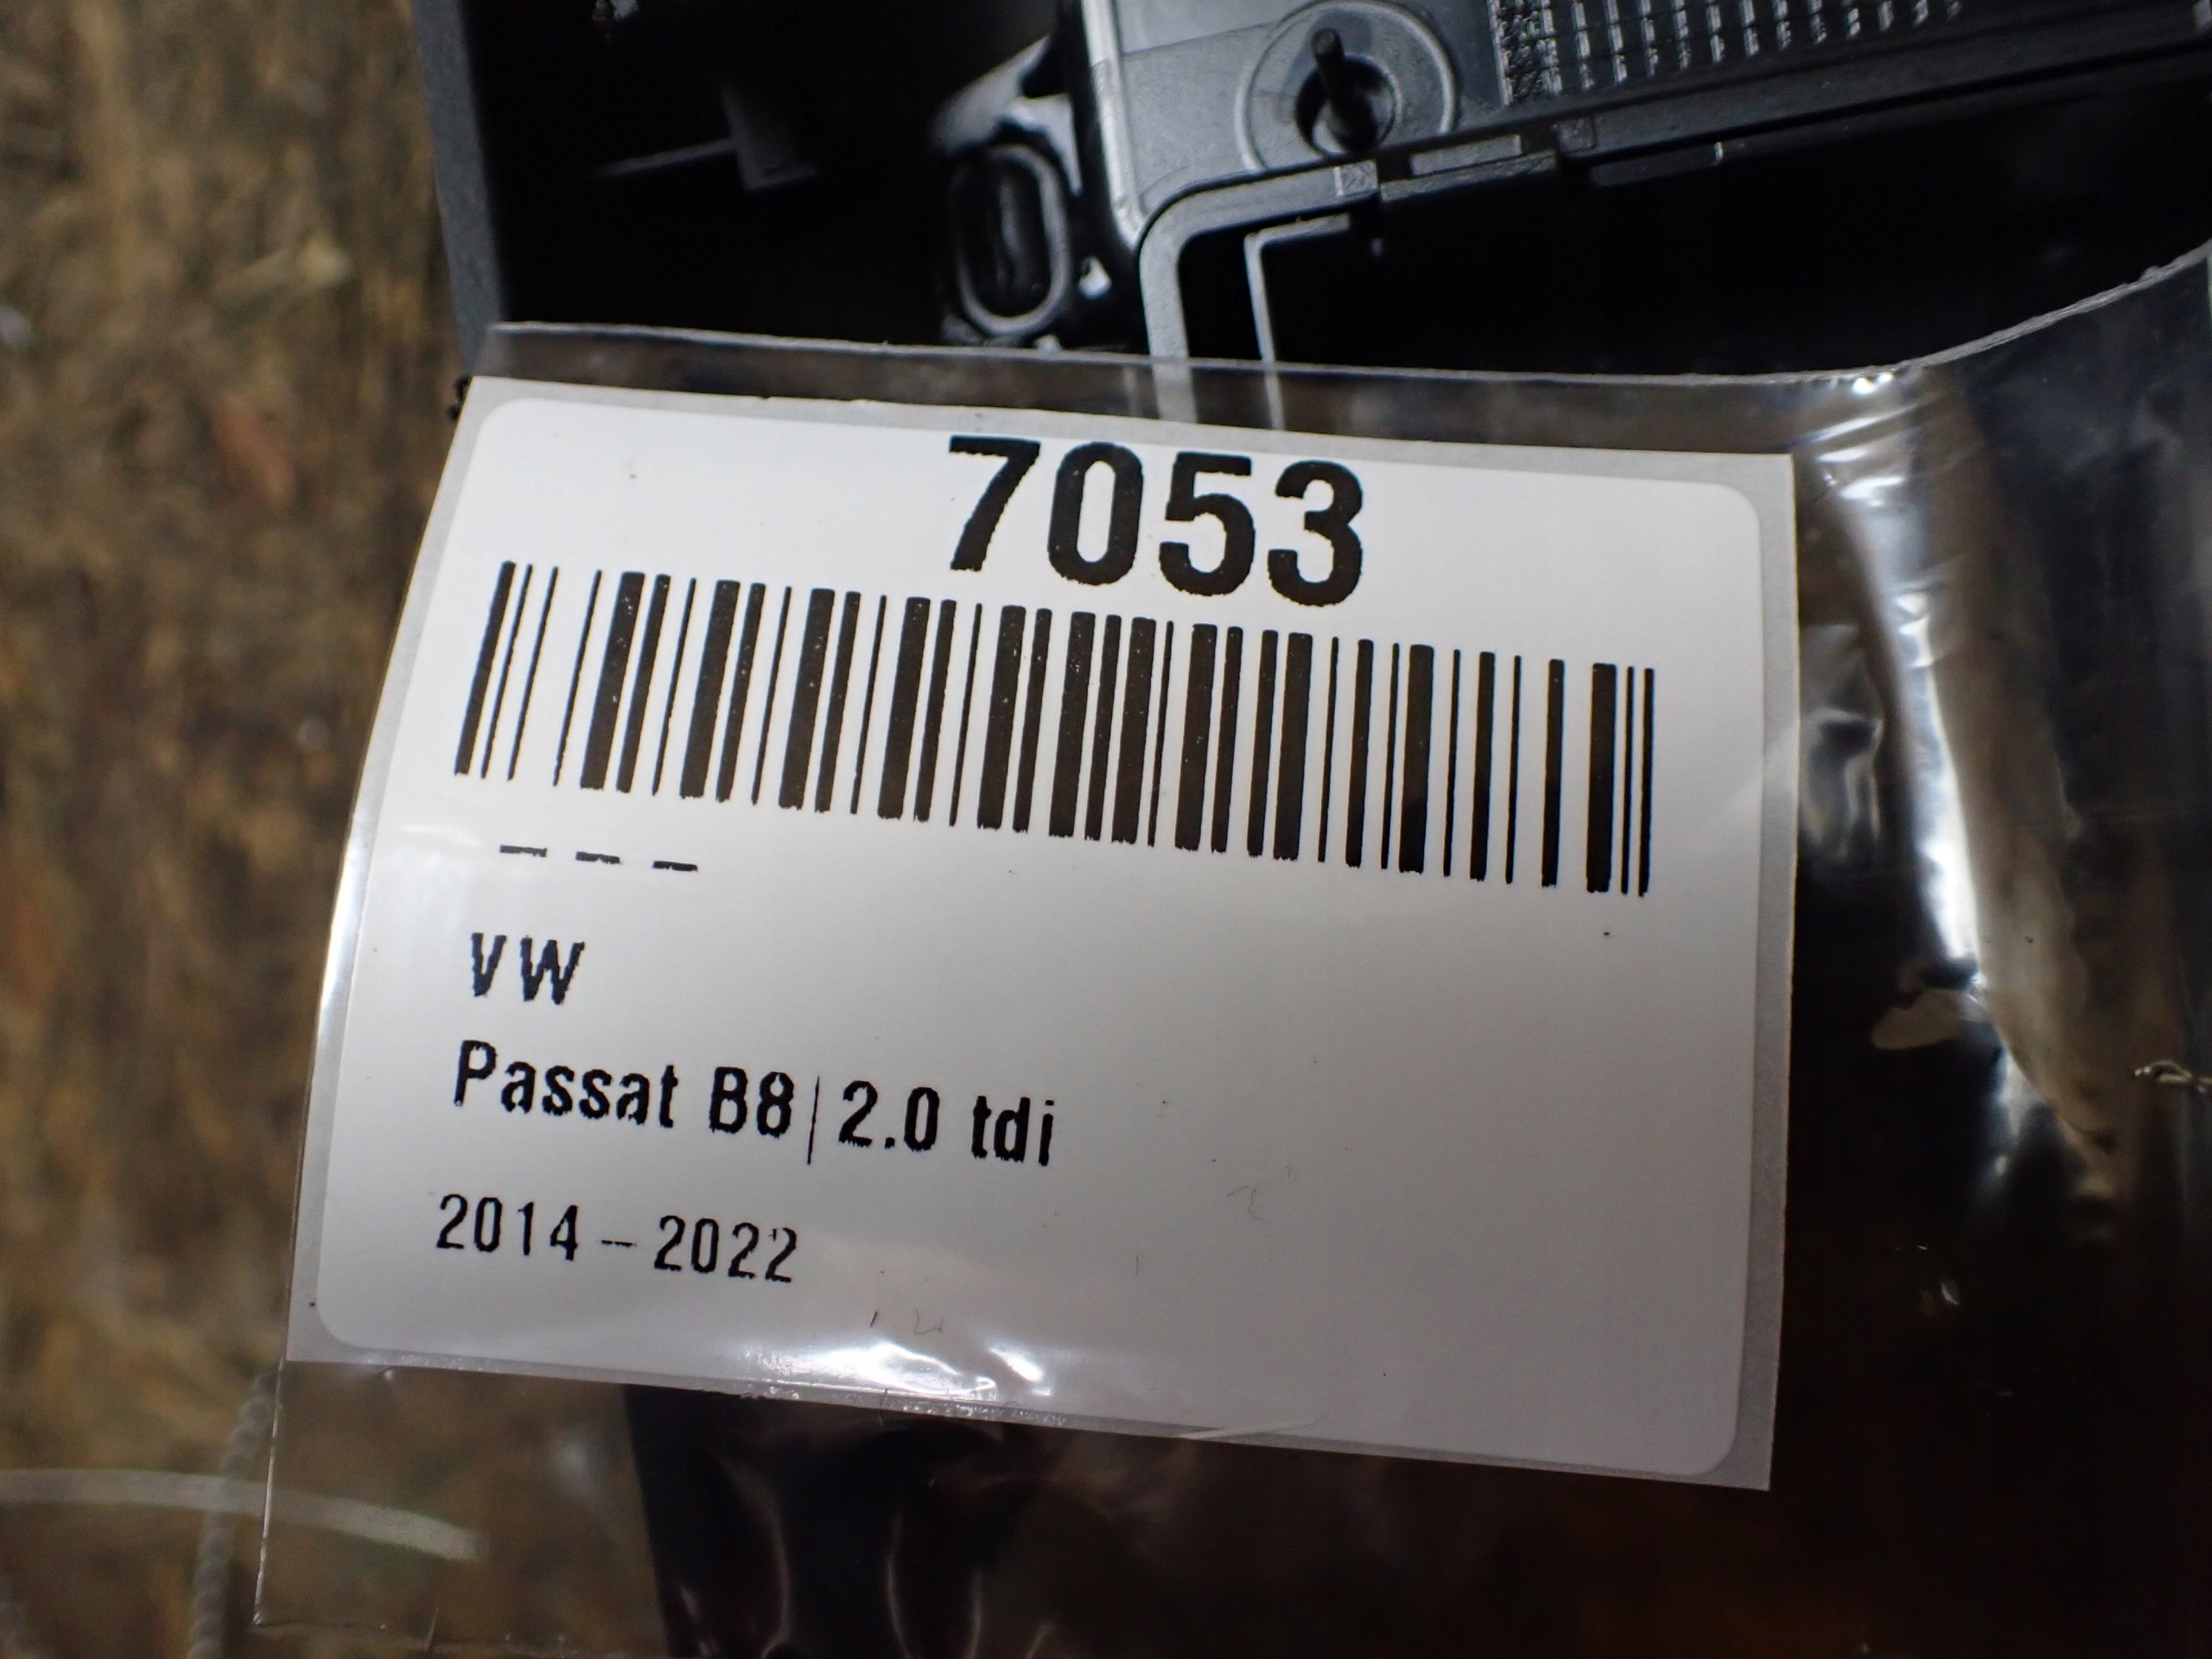 7053
– – –
VW
Passat B8|2.0 tdi
2014–2022